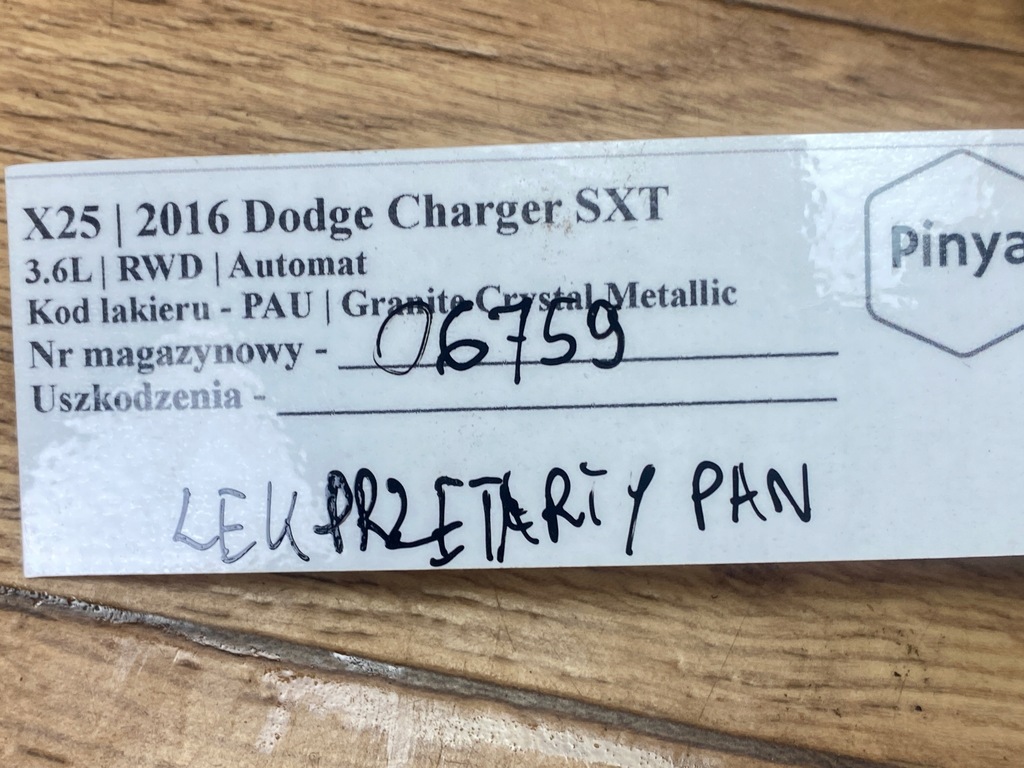 X25 | 2016 Dodge Charger SXT
3.6L | RWD | Automat
Kod lakieru - PAU | Granite Crystal Metallic
Nr magazynowy - 06759
Uszkodzenia -
LEK PRZETARTY PAN
Pinya